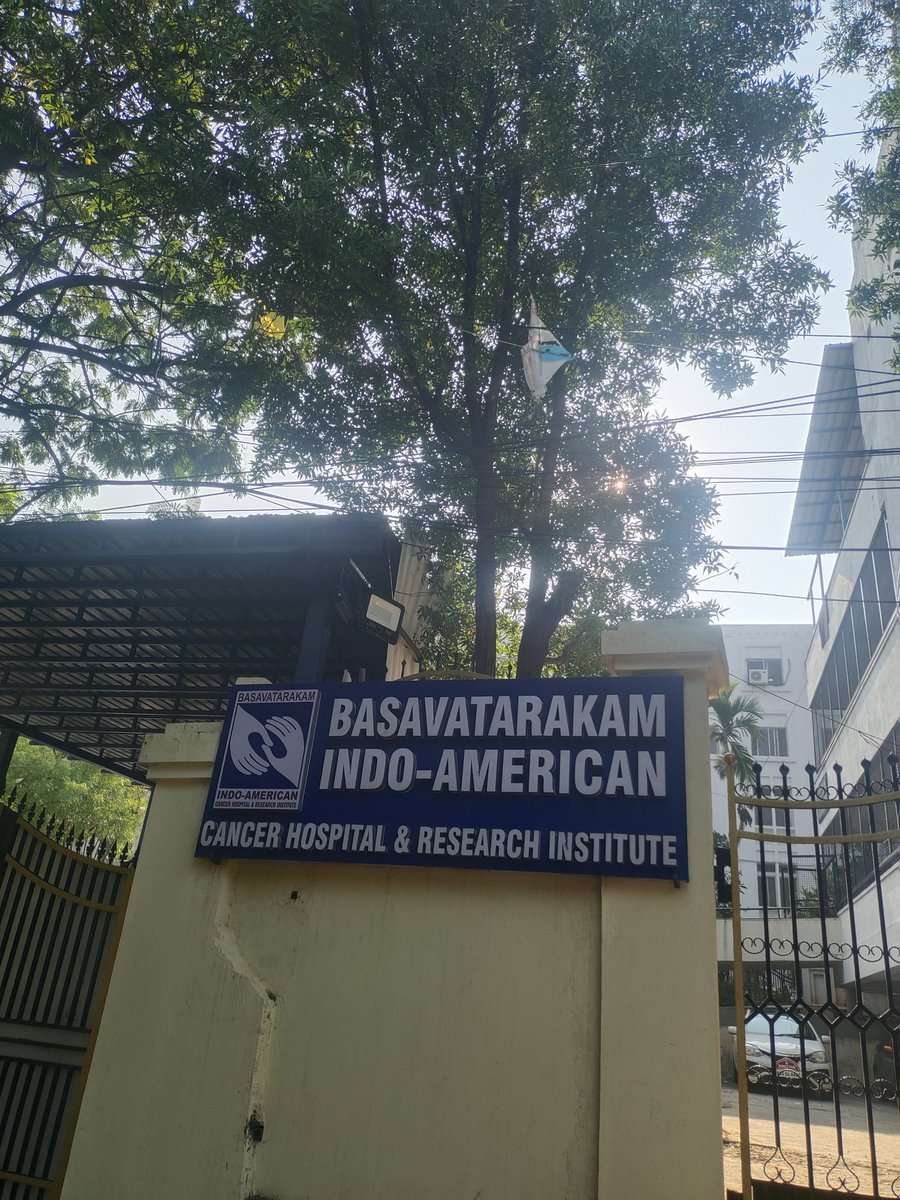 BASAVATARAKAM
INDO-AMERICAN
CANCER HOSPITAL & RESEARCH INSTITUTE
BASAVATARAKAM
INDO-AMERICAN
CANCER HOSPITAL & RESEARCH INSTITUTE